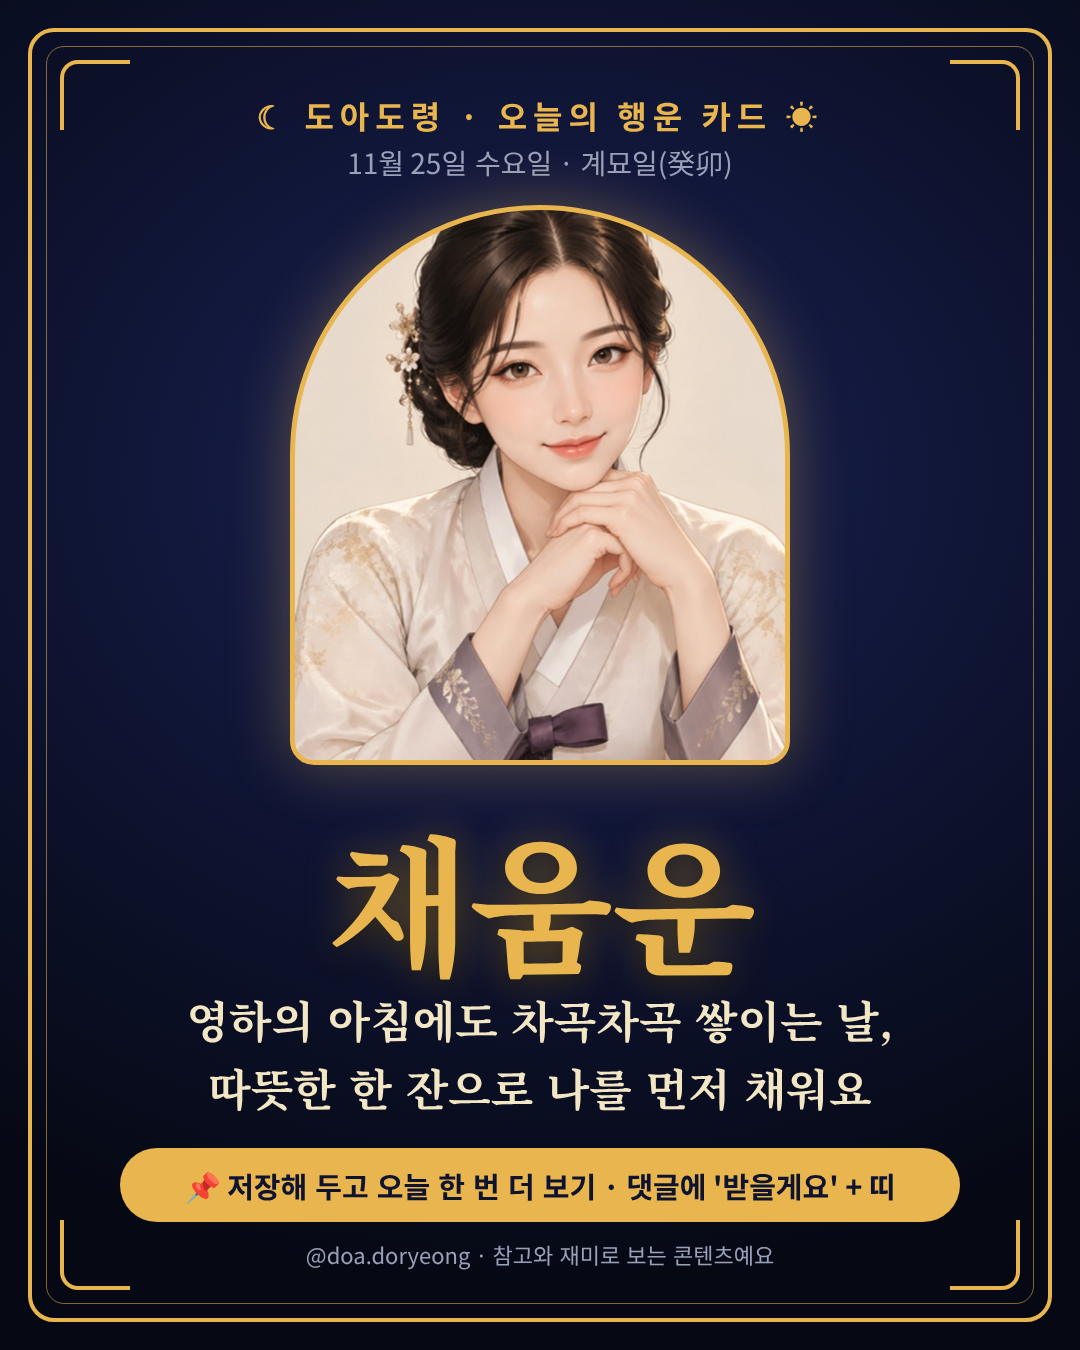 ☾ 도아도령 · 오늘의 행운 카드 ☀
11월 25일 수요일 · 계묘일(癸卯)
채움운
영하의 아침에도 차곡차곡 쌓이는 날,
따뜻한 한 잔으로 나를 먼저 채워요
📌 저장해 두고 오늘 한 번 더 보기 · 댓글에 '받을게요' + 띠
@doa.doryeong · 참고와 재미로 보는 콘텐츠예요